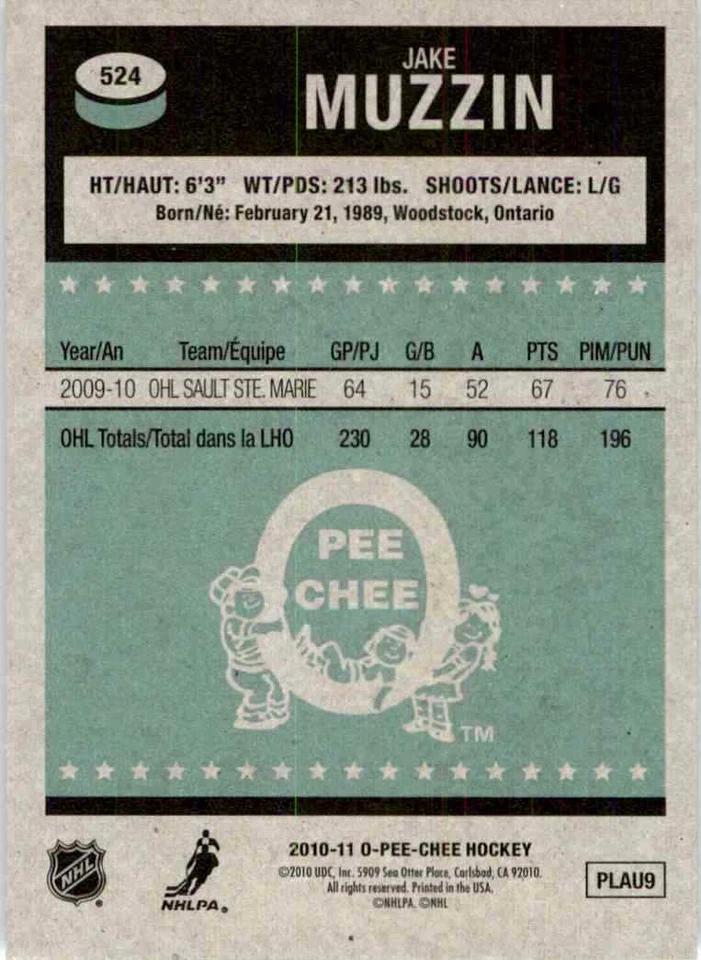 524
JAKE
MUZZIN
HT/HAUT: 6'3" WT/PDS: 213 lbs. SHOOTS/LANCE: L/G
Born/Né: February 21, 1989, Woodstock, Ontario
Year/An Team/Équipe GP/PJ G/B A PTS PIM/PUN
2009-10 OHL SAULT STE. MARIE 64 15 52 67 76
OHL Totals/Total dans la LHO 230 28 90 118 196
PEE
CHEE
TM
2010-11 O-PEE-CHEE HOCKEY
©2010 UDC, Inc. 5909 Sea Otter Place, Carlsbad, CA 92010.
All rights reserved. Printed in the USA.
©NHLPA. ©NHL
PLAU9
NHL ®
NHLPA®